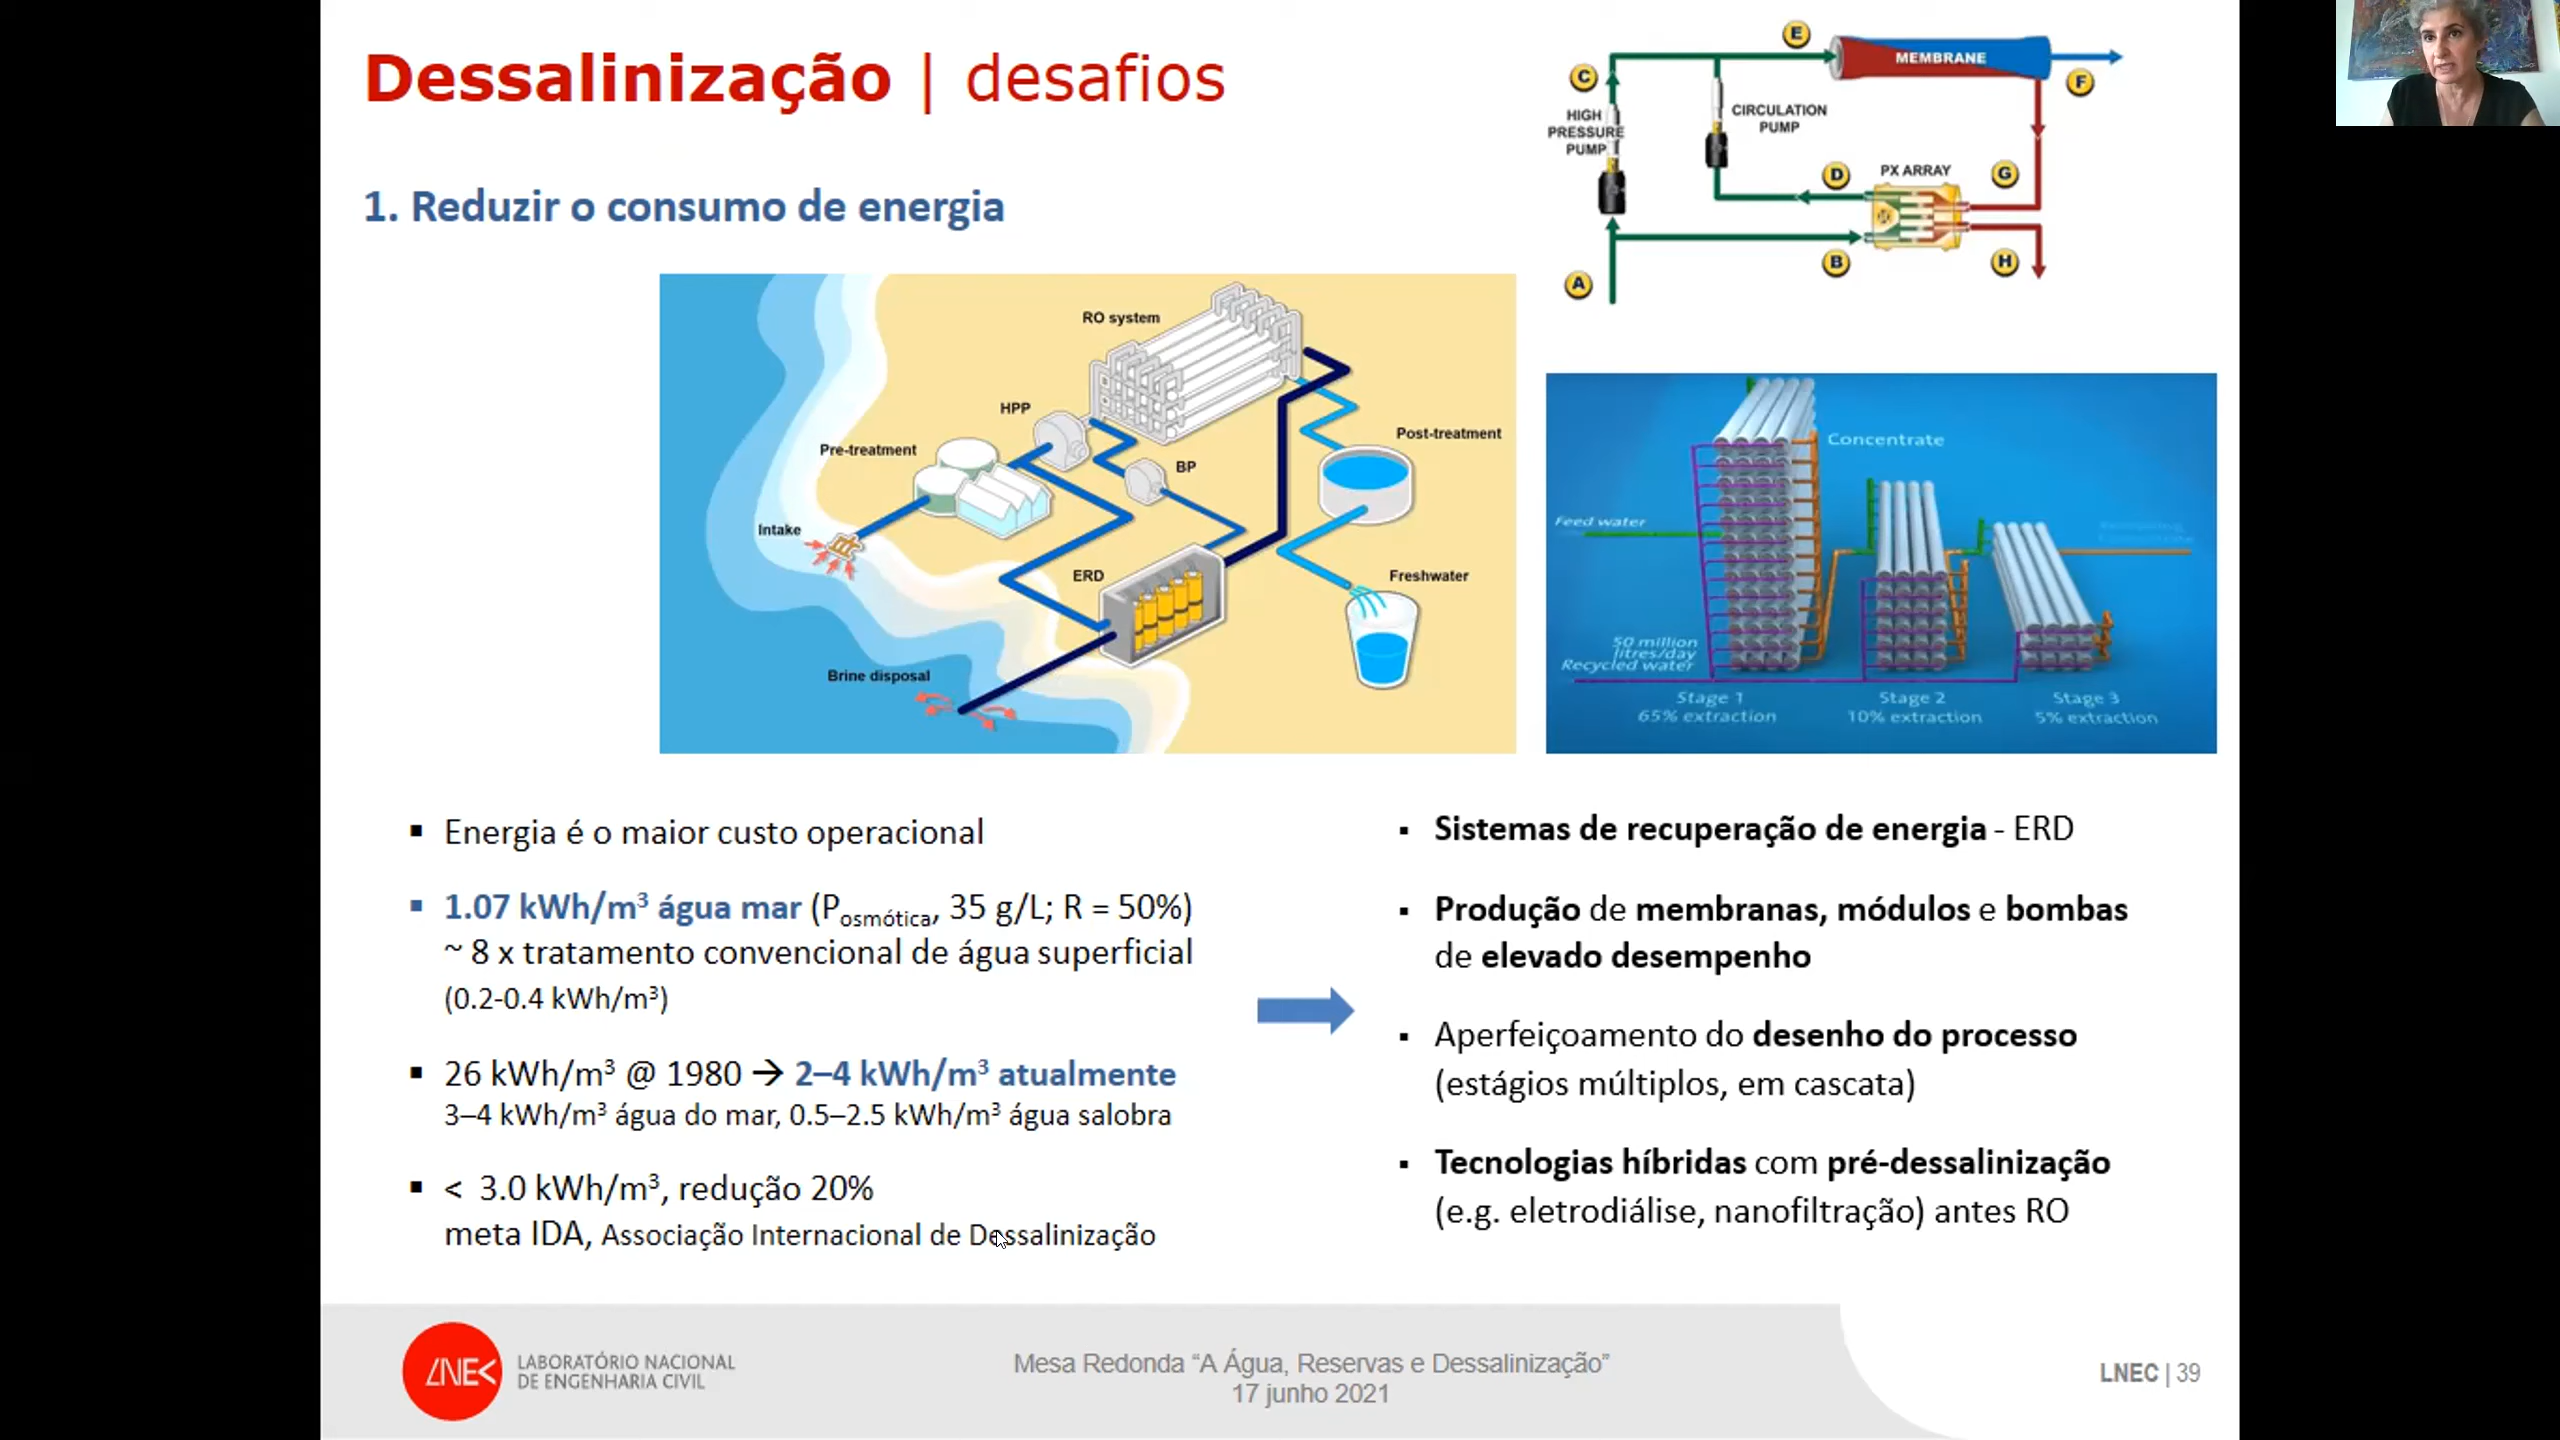 Dessalinização | desafios
1. Reduzir o consumo de energia
E
MEMBRANE
C
F
HIGH
PRESSURE
PUMP
CIRCULATION
PUMP
D
PX ARRAY
G
B
H
A
RO system
HPP
Pre-treatment
BP
Post-treatment
Intake
ERD
Freshwater
Brine disposal
Concentrate
Feed water
50 million
litres/day
Recycled water
Stage 1
65% extraction
Stage 2
10% extraction
Stage 3
5% extraction
▪ Energia é o maior custo operacional
▪ 1.07 kWh/m³ água mar (Posmótica, 35 g/L; R = 50%)
~ 8 x tratamento convencional de água superficial
(0.2-0.4 kWh/m³)
▪ 26 kWh/m³ @ 1980 → 2–4 kWh/m³ atualmente
3–4 kWh/m³ água do mar, 0.5–2.5 kWh/m³ água salobra
▪ < 3.0 kWh/m³, redução 20%
meta IDA, Associação Internacional de Dessalinização
▪ Sistemas de recuperação de energia - ERD
▪ Produção de membranas, módulos e bombas
de elevado desempenho
▪ Aperfeiçoamento do desenho do processo
(estágios múltiplos, em cascata)
▪ Tecnologias híbridas com pré-dessalinização
(e.g. eletrodiálise, nanofiltração) antes RO
LNEC
LABORATÓRIO NACIONAL
DE ENGENHARIA CIVIL
Mesa Redonda “A Água, Reservas e Dessalinização”
17 junho 2021
LNEC | 39